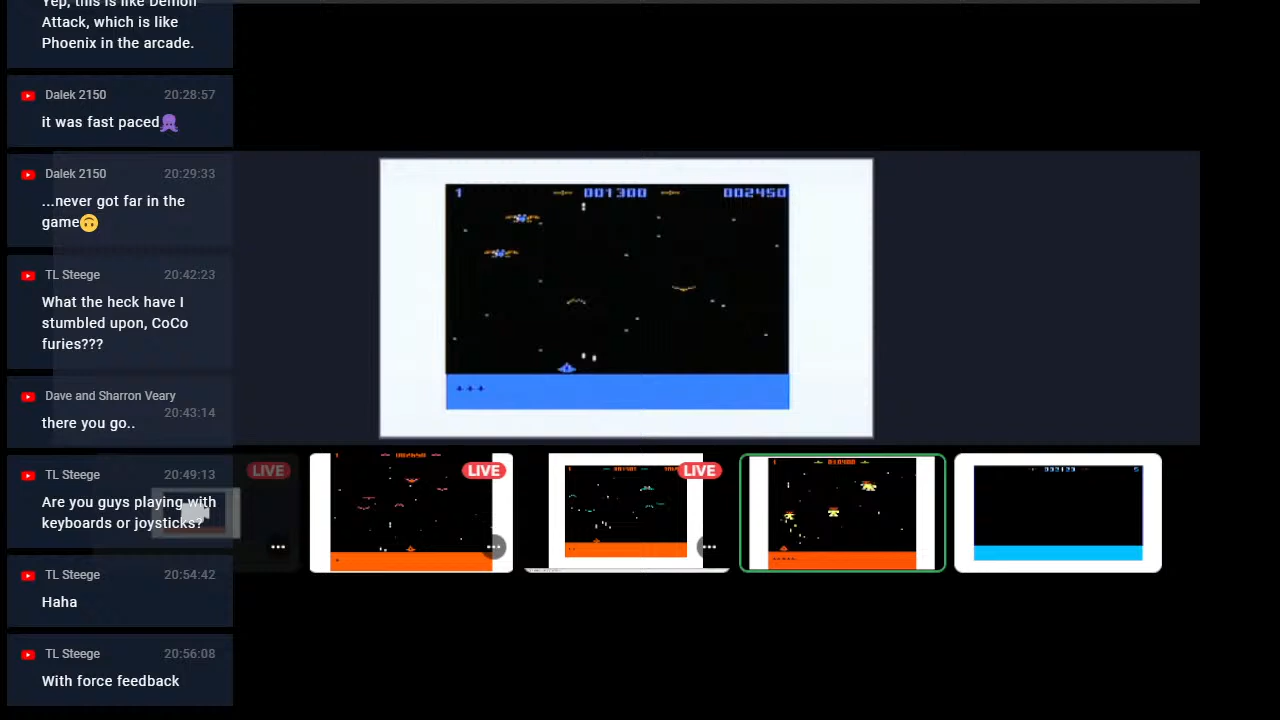 Yep, this is like Demon
Attack, which is like
Phoenix in the arcade.
Dalek 2150 20:28:57
it was fast paced
Dalek 2150 20:29:33
...never got far in the
game🙃
TL Steege 20:42:23
What the heck have I
stumbled upon, CoCo
furies???
Dave and Sharron Veary
20:43:14
there you go..
TL Steege 20:49:13
Are you guys playing with
keyboards or joysticks?
TL Steege 20:54:42
Haha
TL Steege 20:56:08
With force feedback
1 001300 002450
LIVE
LIVE
LIVE